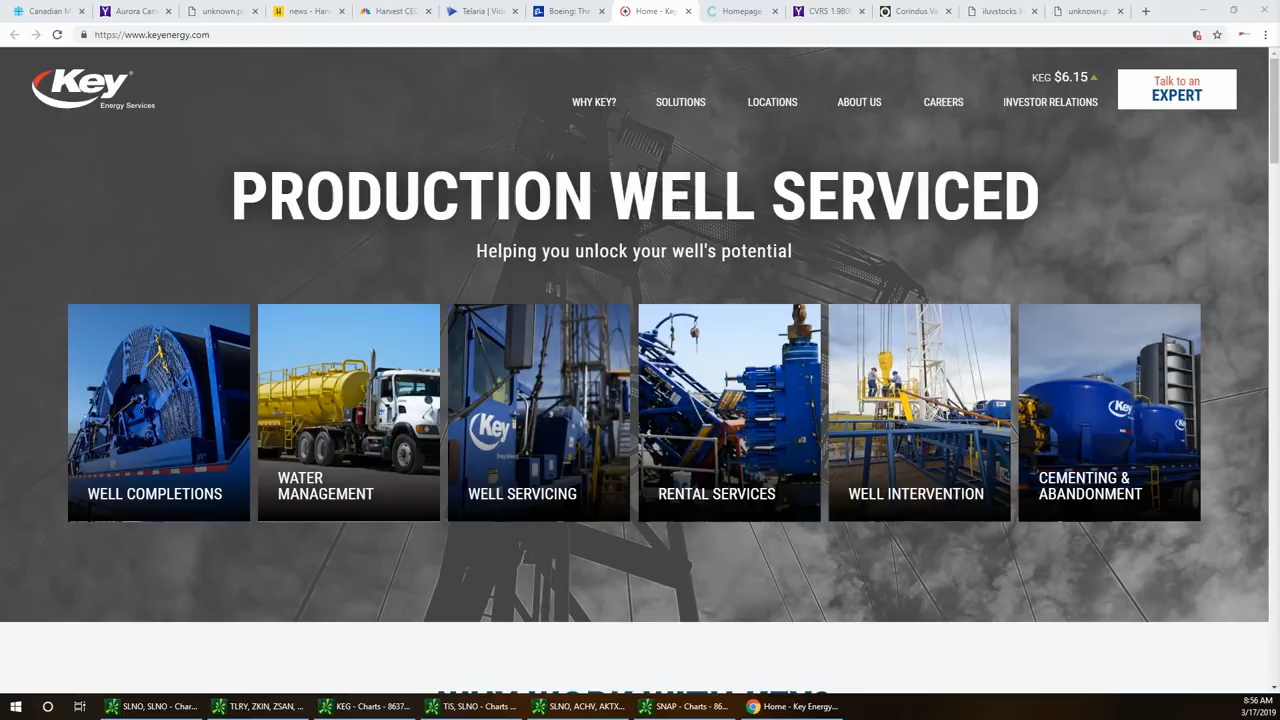 Canadian M
Aurora Can
unknown.p
news - Harv
Harvest CEO
Telaria | Vid
Boeing: The
Home - Key
Homepage
CVRS 1.980
Corindus Va
iluvstocks
unknown.p
https://www.keyenergy.com
Key
Energy Services
KEG $6.15
Talk to an
EXPERT
WHY KEY?
SOLUTIONS
LOCATIONS
ABOUT US
CAREERS
INVESTOR RELATIONS
PRODUCTION WELL SERVICED
Helping you unlock your well's potential
Key
Key
Key
WELL COMPLETIONS
WATER
MANAGEMENT
WELL SERVICING
RENTAL SERVICES
WELL INTERVENTION
CEMENTING &
ABANDONMENT
WHY WORK WITH KEY?
SLNO, SLNO - Char...
TLRY, ZKIN, ZSAN, ...
KEG - Charts - 8637...
TIS, SLNO - Charts ...
SLNO, ACHV, AKTX...
SNAP - Charts - 86...
Home - Key Energy...
8:56 AM
3/17/2019